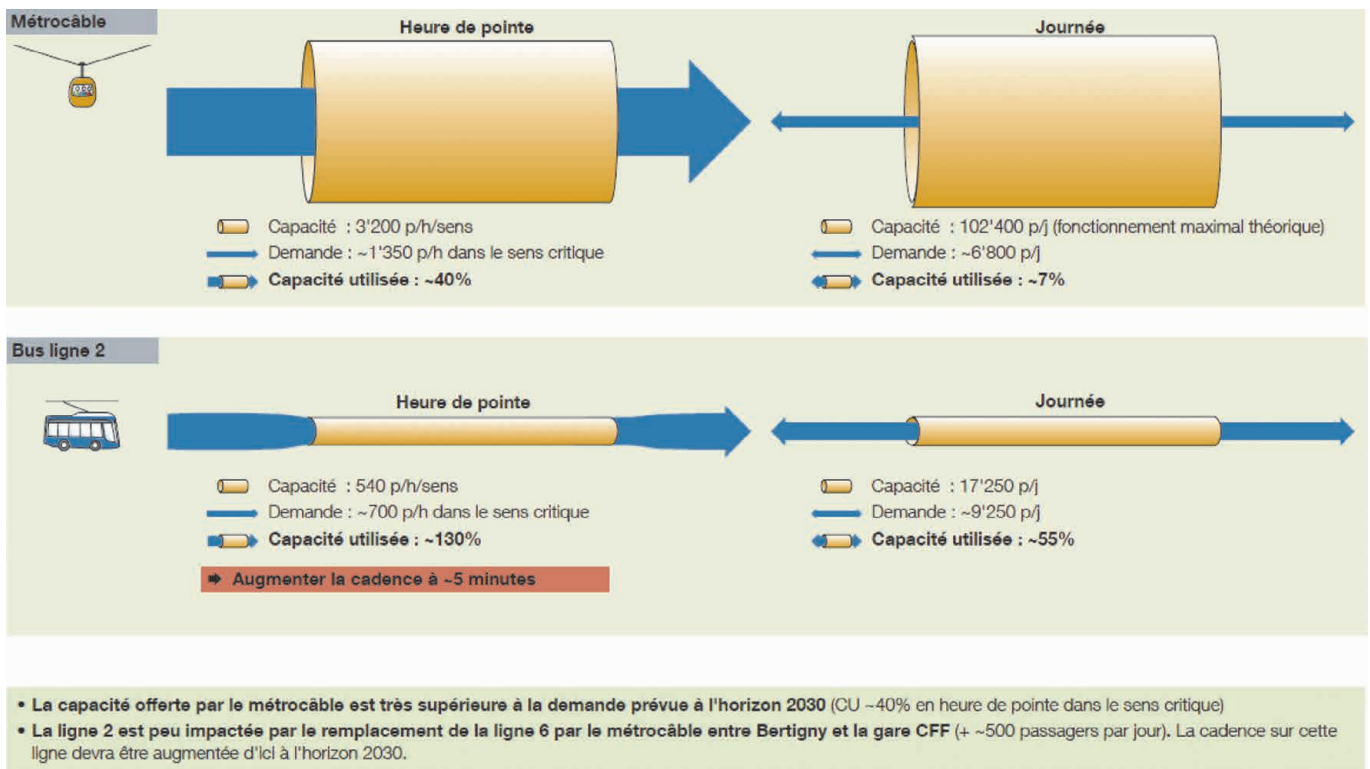 Métrocâble
Heure de pointe
Journée
Capacité : 3'200 p/h/sens
Demande : ~1'350 p/h dans le sens critique
Capacité utilisée : ~40%
Capacité : 102'400 p/j (fonctionnement maximal théorique)
Demande : ~6'800 p/j
Capacité utilisée : ~7%
Bus ligne 2
Heure de pointe
Journée
Capacité : 540 p/h/sens
Demande : ~700 p/h dans le sens critique
Capacité utilisée : ~130%
➡ Augmenter la cadence à ~5 minutes
Capacité : 17'250 p/j
Demande : ~9'250 p/j
Capacité utilisée : ~55%
• La capacité offerte par le métrocâble est très supérieure à la demande prévue à l'horizon 2030 (CU ~40% en heure de pointe dans le sens critique)
• La ligne 2 est peu impactée par le remplacement de la ligne 6 par le métrocâble entre Bertigny et la gare CFF (+ ~500 passagers par jour). La cadence sur cette
ligne devra être augmentée d'ici à l'horizon 2030.